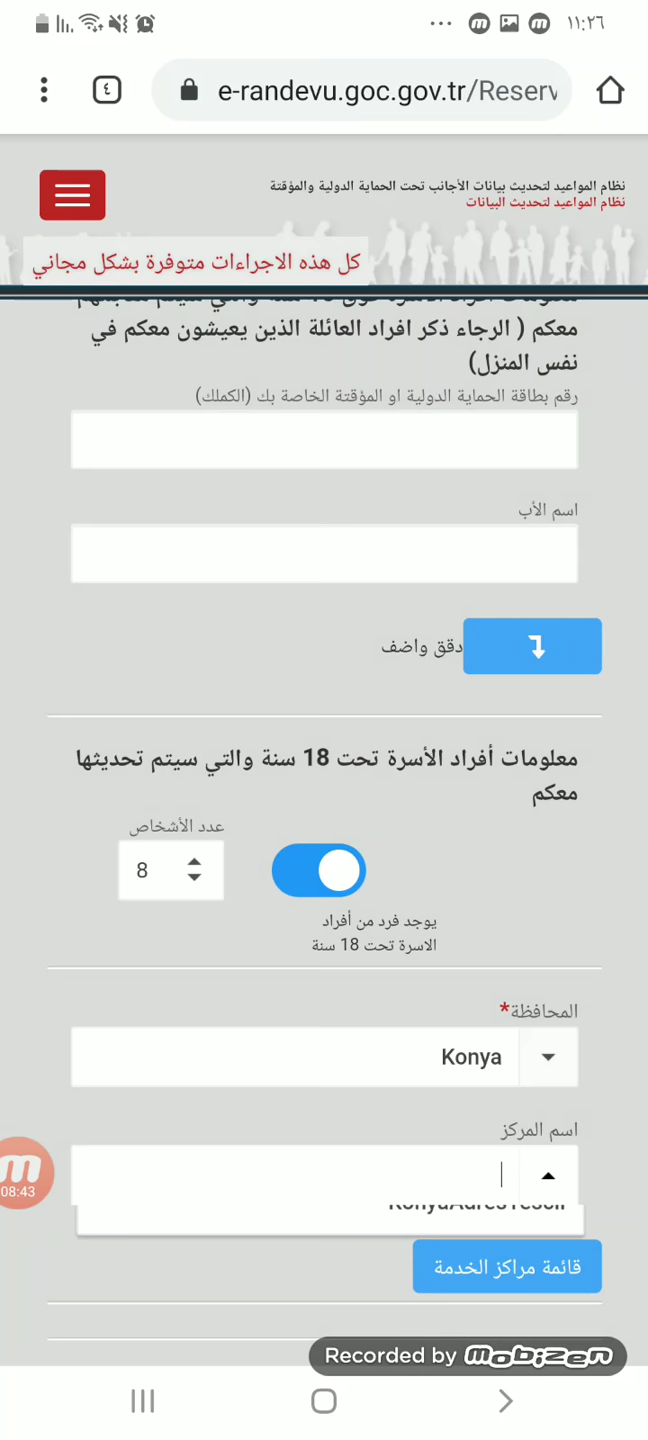 ١١:٢٦
٤
e-randevu.goc.gov.tr/Reserv
نظام المواعيد لتحديث بيانات الأجانب تحت الحماية الدولية والمؤقتة
نظام المواعيد لتحديث البيانات
كل هذه الاجراءات متوفرة بشكل مجاني
معكم ( الرجاء ذكر افراد العائلة الذين يعيشون معكم في
نفس المنزل)
رقم بطاقة الحماية الدولية او المؤقتة الخاصة بك (الكملك)
اسم الأب
دقق واضف
معلومات أفراد الأسرة تحت 18 سنة والتي سيتم تحديثها
معكم
عدد الأشخاص
8
يوجد فرد من أفراد
الاسرة تحت 18 سنة
المحافظة*
Konya
اسم المركز
08:43
قائمة مراكز الخدمة
Recorded by mobizen